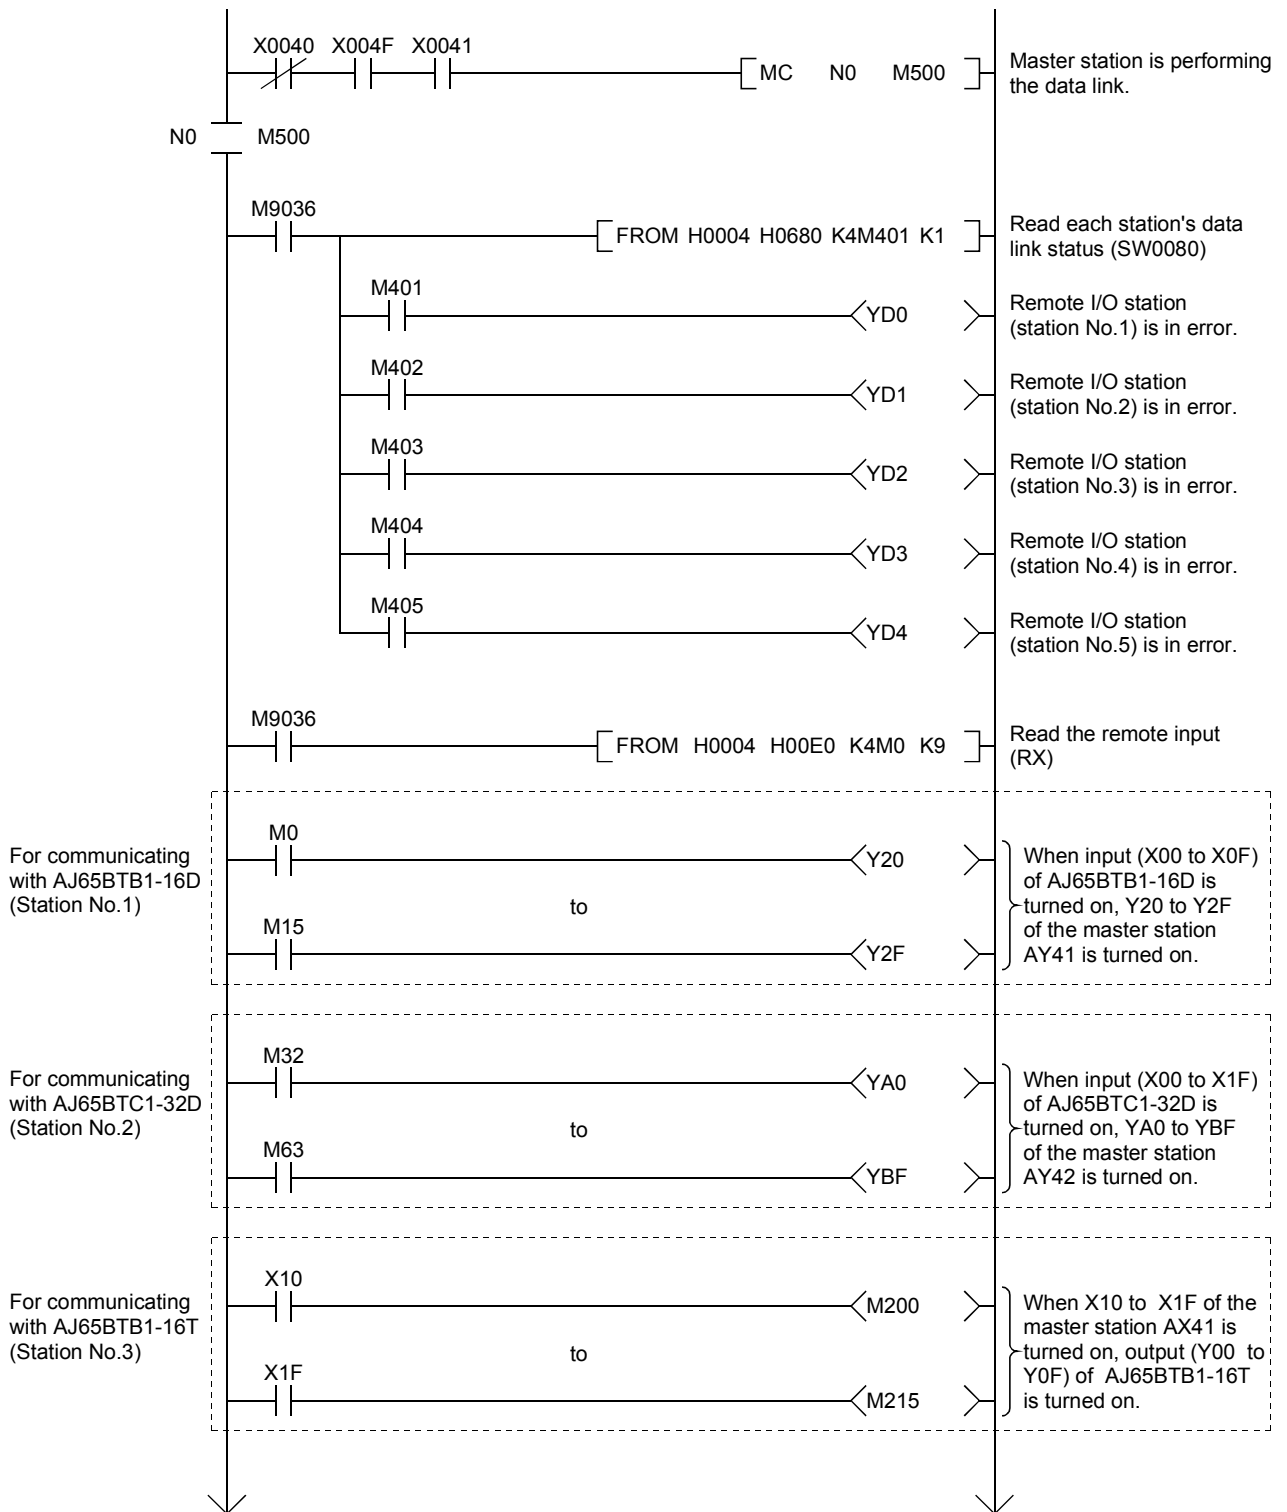 X0040 X004F X0041
MC N0 M500
Master station is performing
the data link.
N0 M500
M9036
FROM H0004 H0680 K4M401 K1
Read each station's data
link status (SW0080)
M401
YD0
Remote I/O station
(station No.1) is in error.
M402
YD1
Remote I/O station
(station No.2) is in error.
M403
YD2
Remote I/O station
(station No.3) is in error.
M404
YD3
Remote I/O station
(station No.4) is in error.
M405
YD4
Remote I/O station
(station No.5) is in error.
M9036
FROM H0004 H00E0 K4M0 K9
Read the remote input
(RX)
For communicating
with AJ65BTB1-16D
(Station No.1)
M0
Y20
to
M15
Y2F
When input (X00 to X0F)
of AJ65BTB1-16D is
turned on, Y20 to Y2F
of the master station
AY41 is turned on.
For communicating
with AJ65BTC1-32D
(Station No.2)
M32
YA0
to
M63
YBF
When input (X00 to X1F)
of AJ65BTC1-32D is
turned on, YA0 to YBF
of the master station
AY42 is turned on.
For communicating
with AJ65BTB1-16T
(Station No.3)
X10
M200
to
X1F
M215
When X10 to X1F of the
master station AX41 is
turned on, output (Y00 to
Y0F) of AJ65BTB1-16T
is turned on.